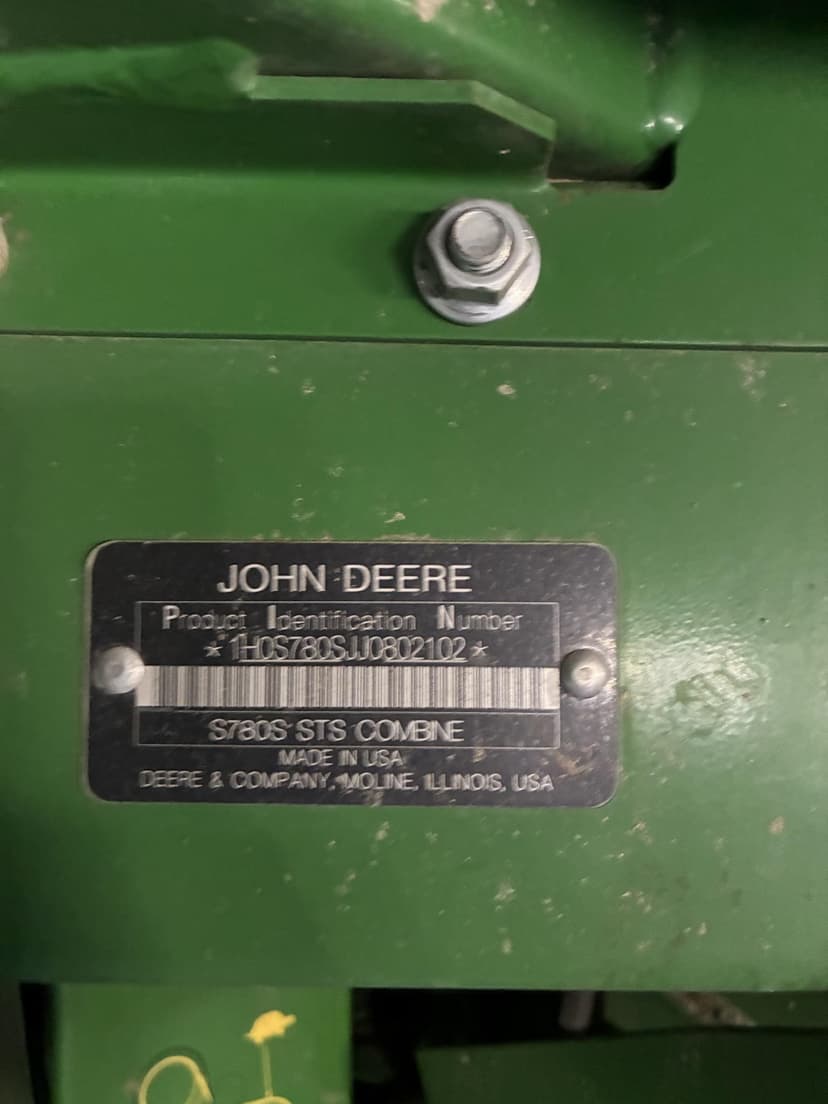 JOHN DEERE
Product Identification Number
*1H0S780SJJ0802102*
S780S STS COMBINE
MADE IN USA
DEERE & COMPANY, MOLINE, ILLINOIS, USA